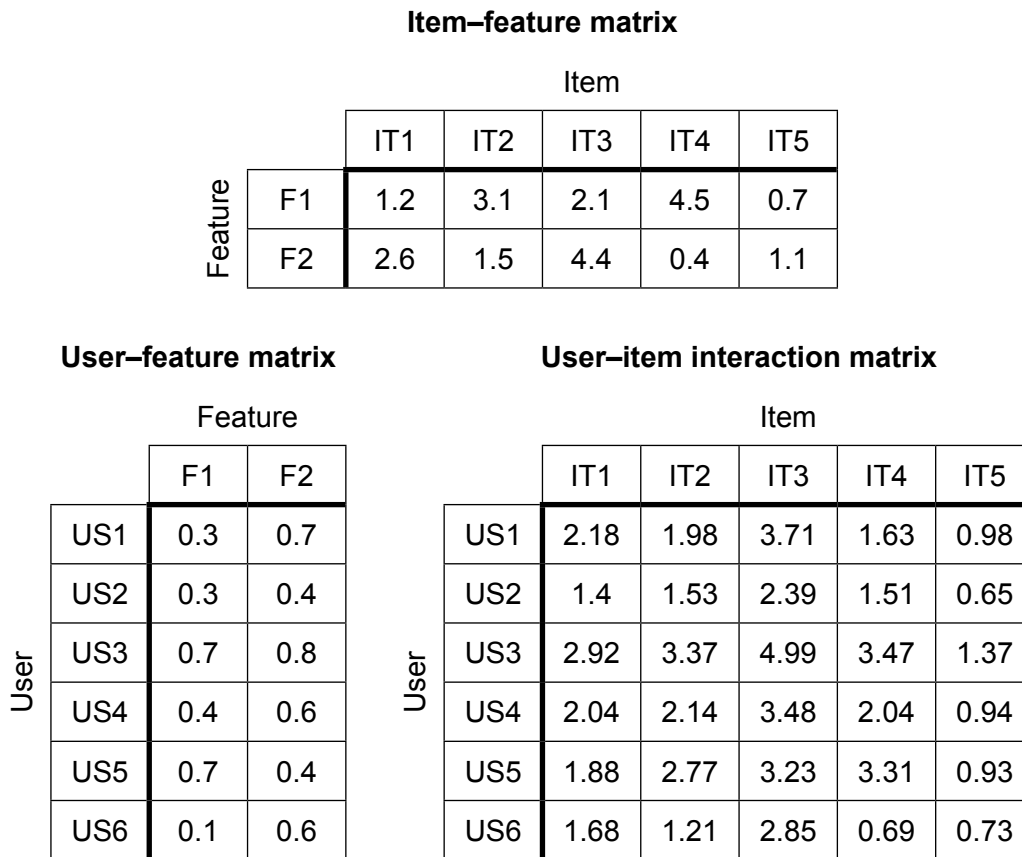 Item–feature matrix
Item
IT1 IT2 IT3 IT4 IT5
Feature
F1 1.2 3.1 2.1 4.5 0.7
F2 2.6 1.5 4.4 0.4 1.1
User–feature matrix
Feature
F1 F2
User
US1 0.3 0.7
US2 0.3 0.4
US3 0.7 0.8
US4 0.4 0.6
US5 0.7 0.4
US6 0.1 0.6
User–item interaction matrix
Item
IT1 IT2 IT3 IT4 IT5
User
US1 2.18 1.98 3.71 1.63 0.98
US2 1.4 1.53 2.39 1.51 0.65
US3 2.92 3.37 4.99 3.47 1.37
US4 2.04 2.14 3.48 2.04 0.94
US5 1.88 2.77 3.23 3.31 0.93
US6 1.68 1.21 2.85 0.69 0.73